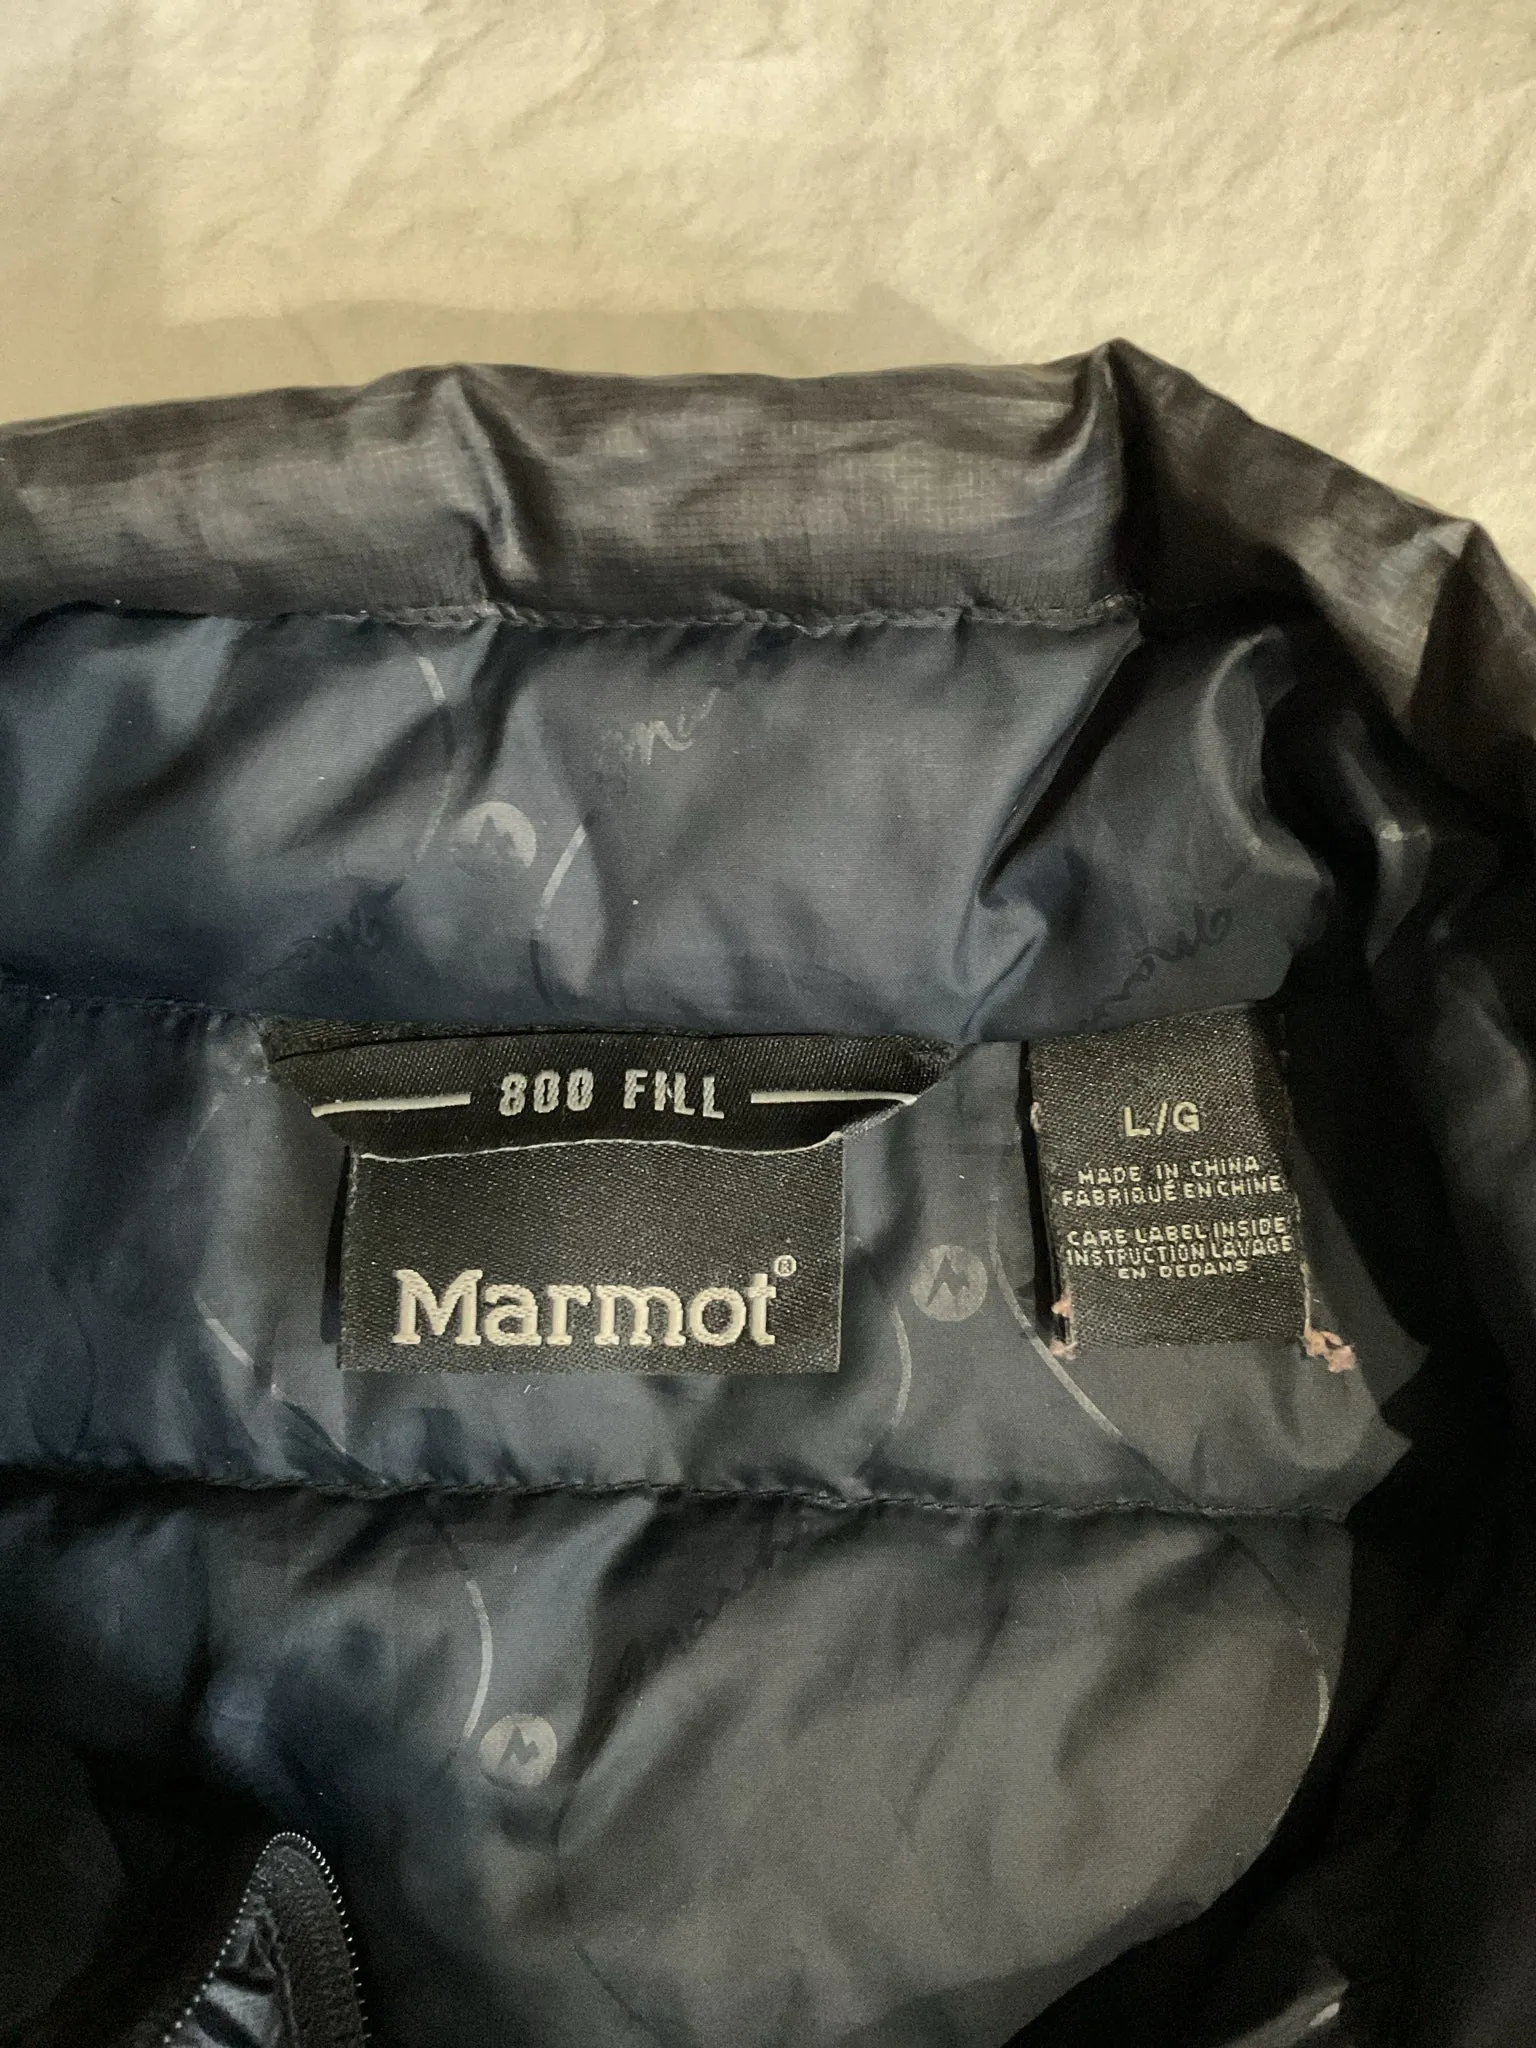 800 FILL
Marmot®
L/G
MADE IN CHINA
FABRIQUÉ EN CHINE
CARE LABEL INSIDE
INSTRUCTION LAVAGE
EN DEDANS